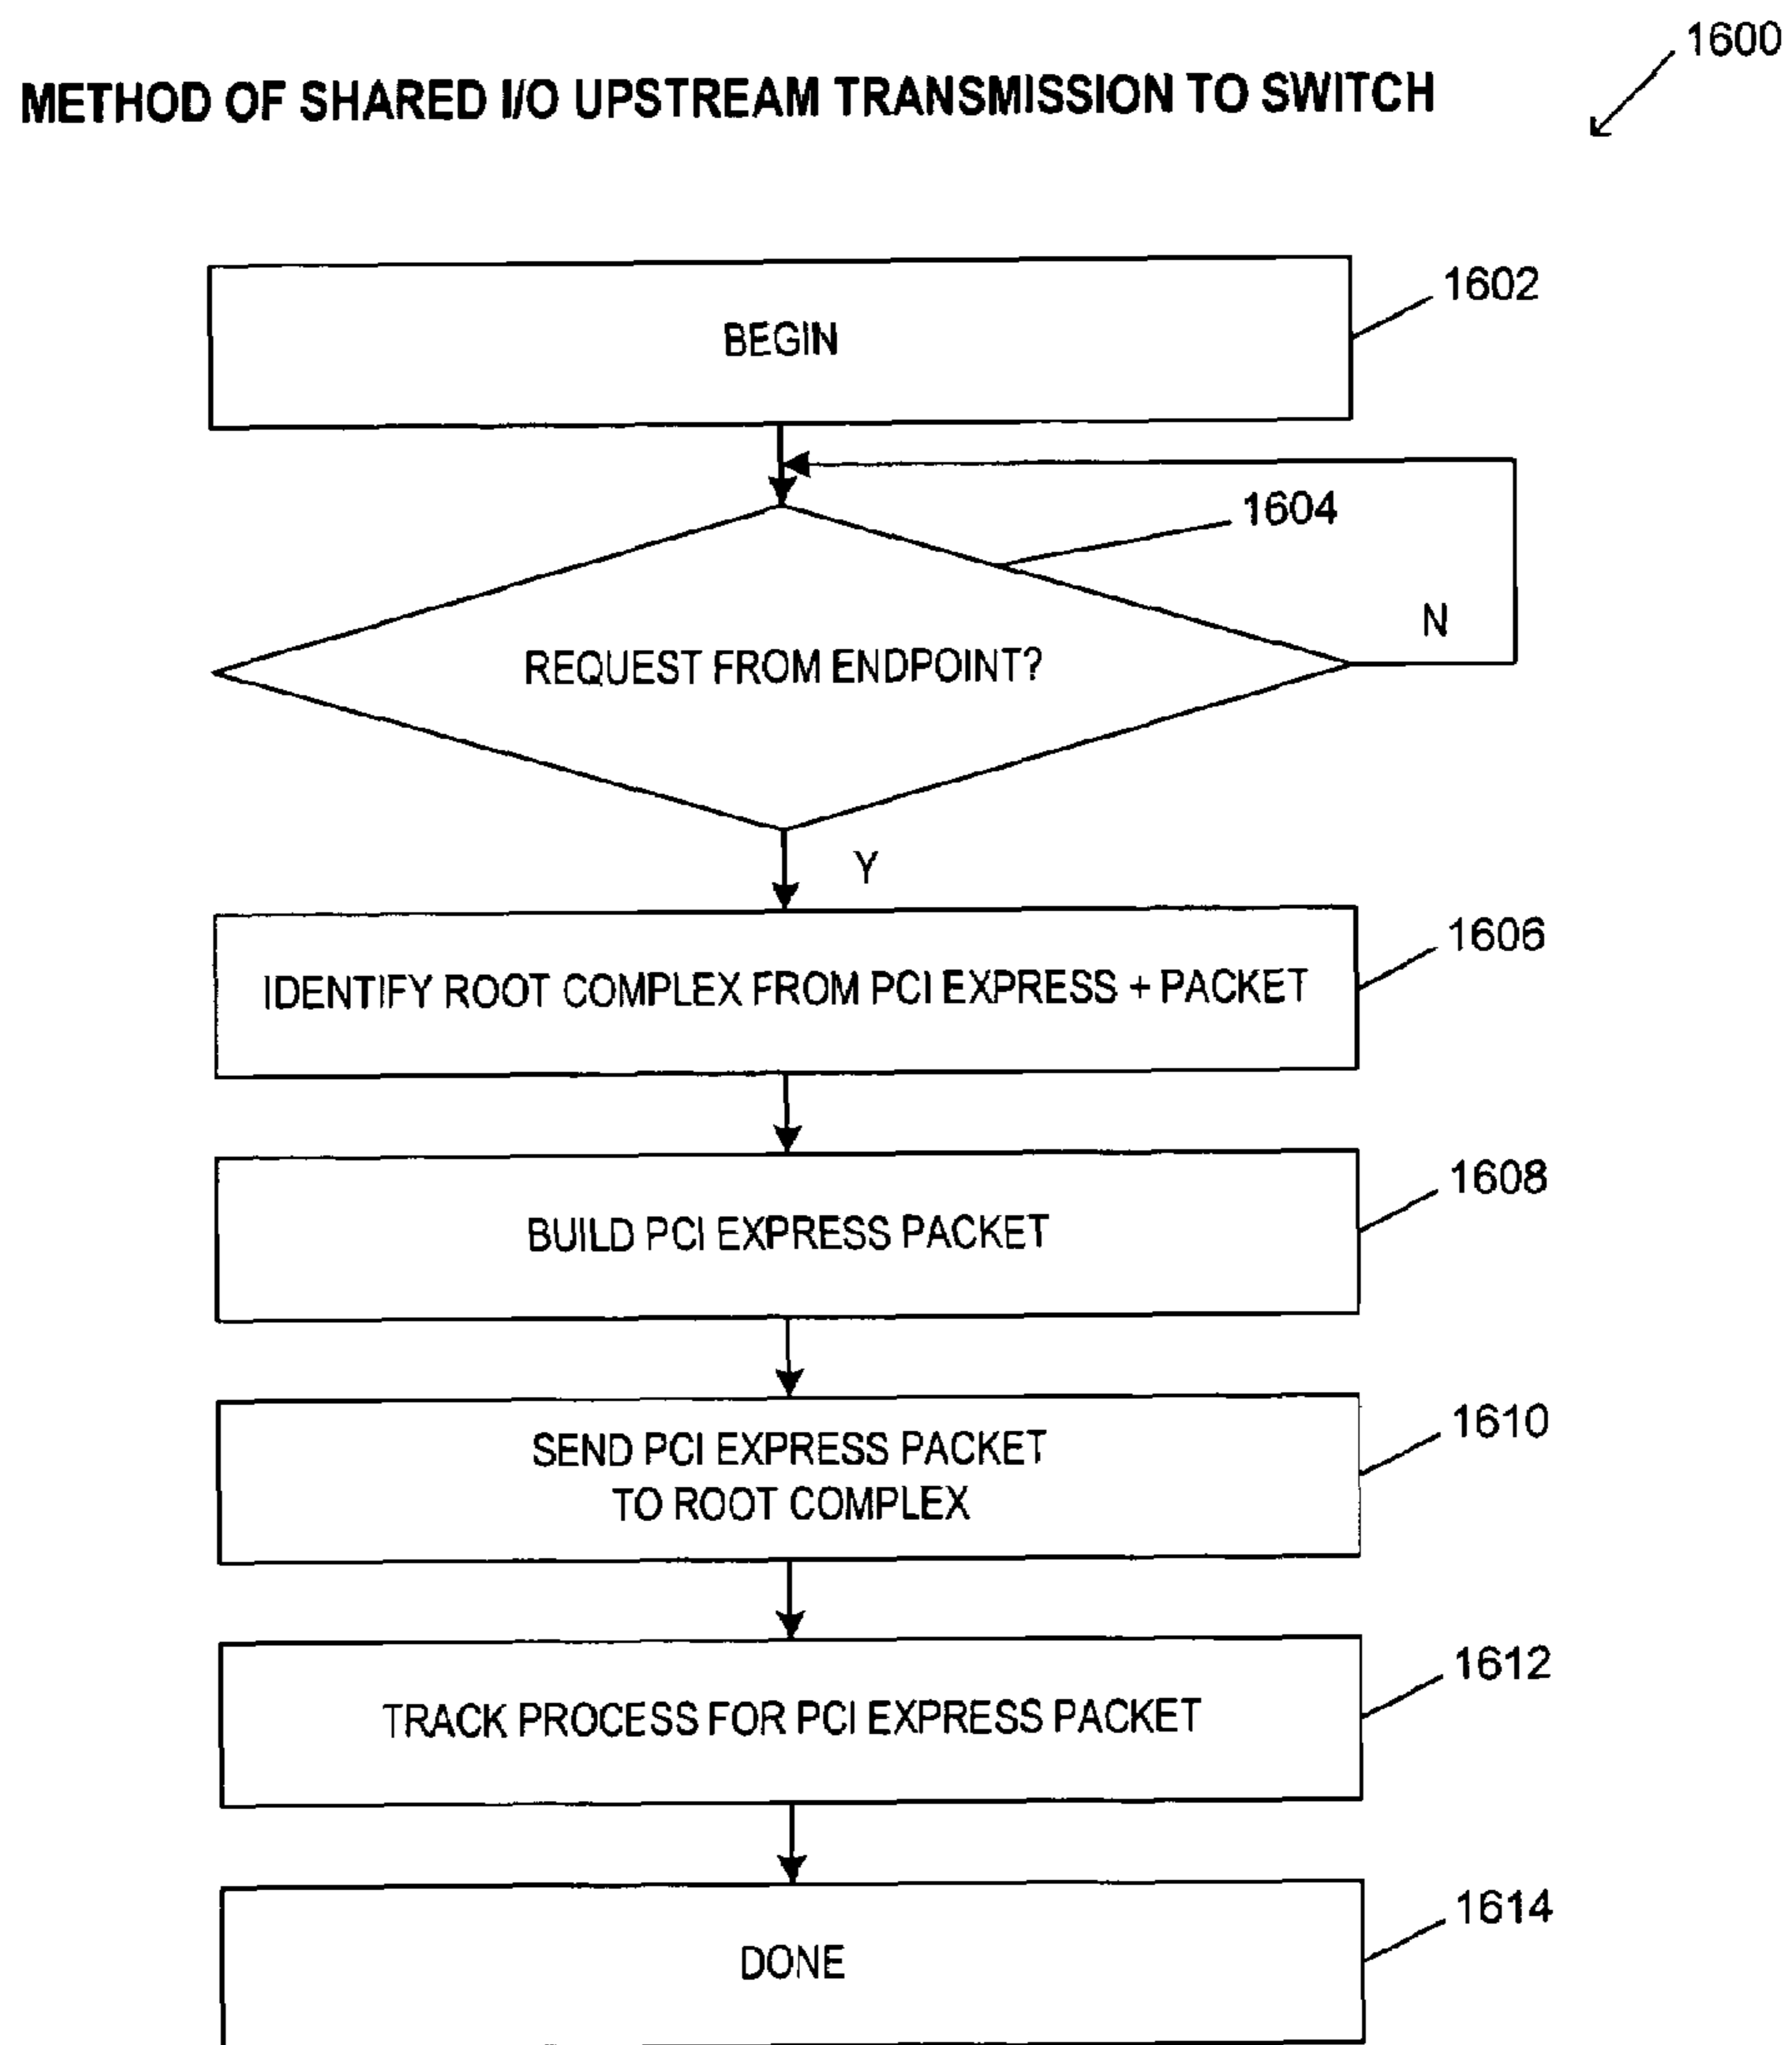 1600
METHOD OF SHARED I/O UPSTREAM TRANSMISSION TO SWITCH
1602
BEGIN
1604
N
REQUEST FROM ENDPOINT?
Y
1606
IDENTIFY ROOT COMPLEX FROM PCI EXPRESS + PACKET
1608
BUILD PCI EXPRESS PACKET
1610
SEND PCI EXPRESS PACKET
TO ROOT COMPLEX
1612
TRACK PROCESS FOR PCI EXPRESS PACKET
1614
DONE